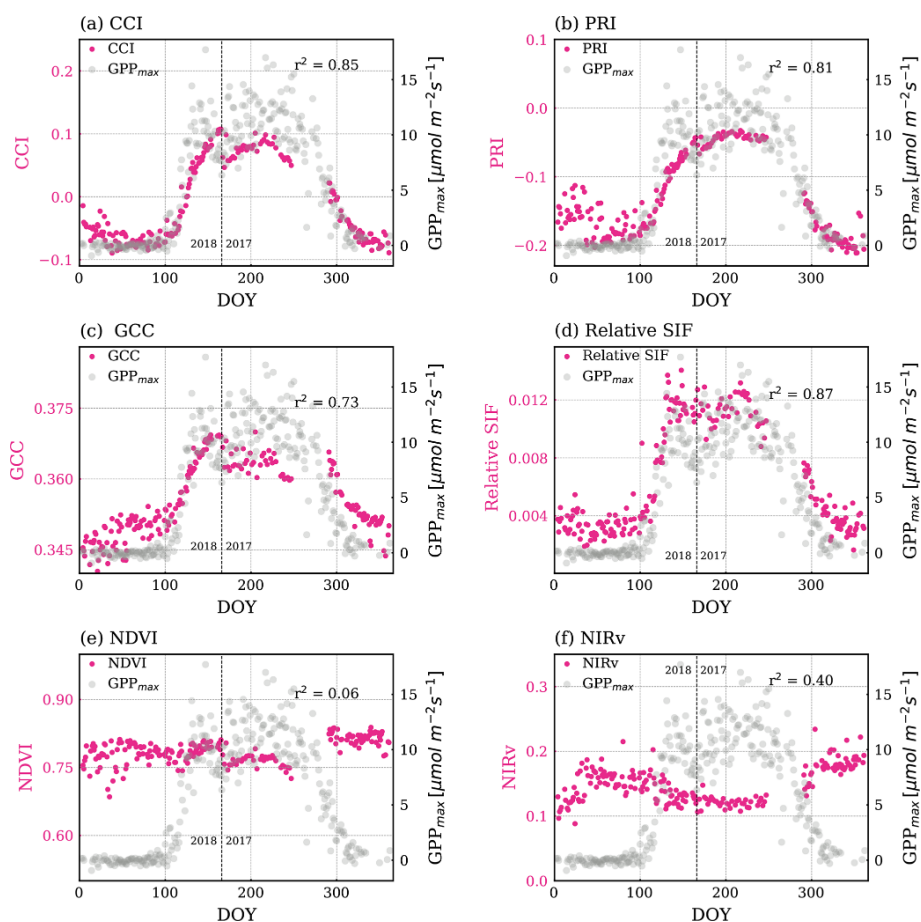 (a) CCI
CCI
GPPmax
r² = 0.85
0.2
0.1
0.0
−0.1
CCI
15
10
5
0
GPPmax [μmol m−2s−1]
2018 2017
0 100 200 300
DOY
(b) PRI
PRI
GPPmax
r² = 0.81
0.1
0.0
−0.1
−0.2
PRI
15
10
5
0
GPPmax [μmol m−2s−1]
2018 2017
0 100 200 300
DOY
(c) GCC
GCC
GPPmax
r² = 0.73
0.375
0.360
0.345
GCC
15
10
5
0
GPPmax [μmol m−2s−1]
2018 2017
0 100 200 300
DOY
(d) Relative SIF
Relative SIF
GPPmax
r² = 0.87
0.012
0.008
0.004
Relative SIF
15
10
5
0
GPPmax [μmol m−2s−1]
2018 2017
0 100 200 300
DOY
(e) NDVI
NDVI
GPPmax
r² = 0.06
0.90
0.75
0.60
NDVI
15
10
5
0
GPPmax [μmol m−2s−1]
2018 2017
0 100 200 300
DOY
(f) NIRv
NIRv
GPPmax
2018 2017
r² = 0.40
0.3
0.2
0.1
0.0
NIRv
15
10
5
0
GPPmax [μmol m−2s−1]
0 100 200 300
DOY